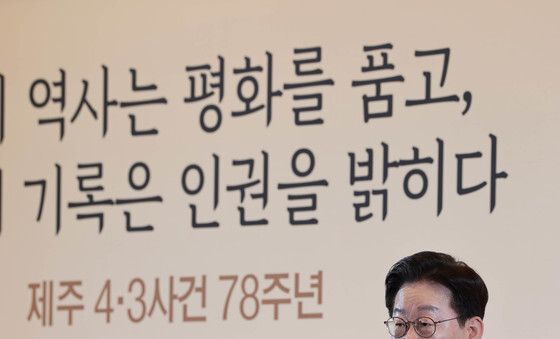 역사는 평화를 품고,
기록은 인권을 밝히다
제주 4·3사건 78주년